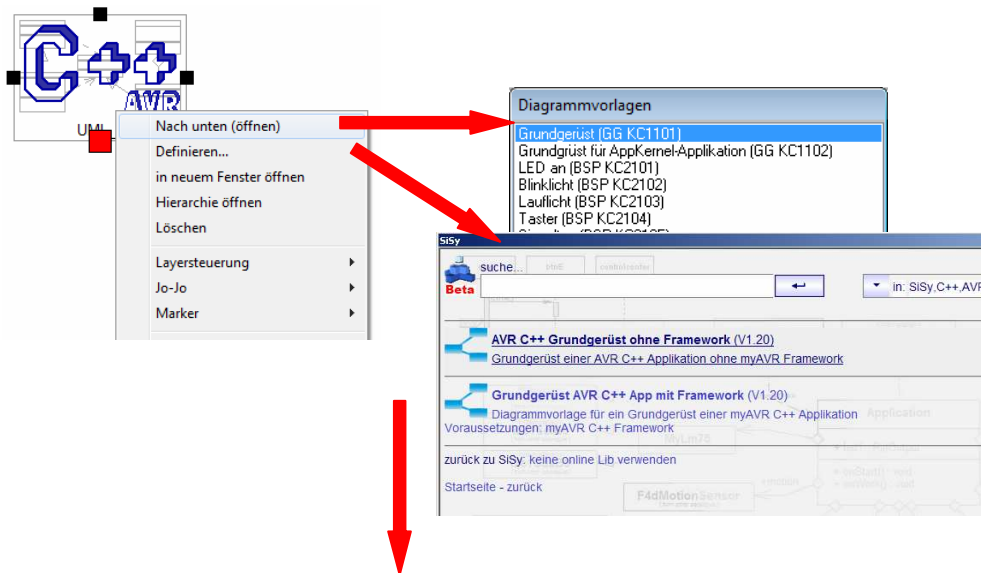 C++
AVR
UML
Nach unten (öffnen)
Definieren...
in neuem Fenster öffnen
Hierarchie öffnen
Löschen
Layersteuerung
Jo-Jo
Marker
Diagrammvorlagen
Grundgerüst (GG KC1101)
Grundgrüst für AppKernel-Applikation (GG KC1102)
LED an (BSP KC2101)
Blinklicht (BSP KC2102)
Lauflicht (BSP KC2103)
Taster (BSP KC2104)
SiSy
suche...
Beta
in: SiSy,C++,AVR
AVR C++ Grundgerüst ohne Framework (V1.20)
Grundgerüst einer AVR C++ Applikation ohne myAVR Framework
Grundgerüst AVR C++ App mit Framework (V1.20)
Diagrammvorlage für ein Grundgerüst einer myAVR C++ Applikation
Voraussetzungen: myAVR C++ Framework
Application
MyLm75
zurück zu SiSy: keine online Lib verwenden
Startseite - zurück
F4dMotionSensor